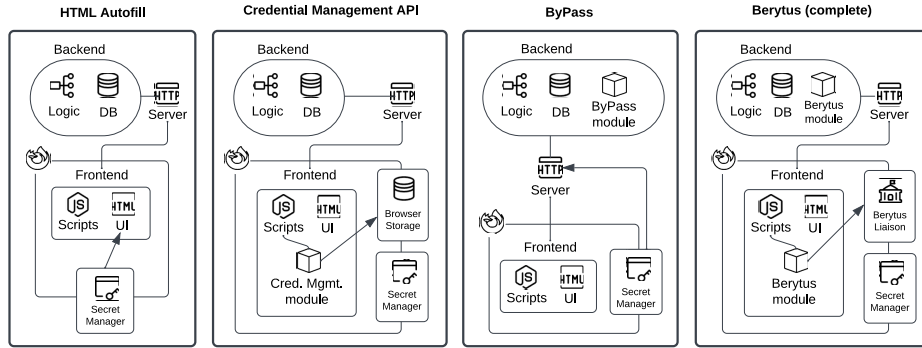 HTML Autofill
Backend
Logic
DB
HTTP
Server
Frontend
JS
HTML
Scripts
UI
Secret
Manager
Credential Management API
Backend
Logic
DB
HTTP
Server
Frontend
JS
HTML
Scripts
UI
Cred. Mgmt.
module
Browser
Storage
Secret
Manager
ByPass
Backend
Logic
DB
ByPass
module
HTTP
Server
Frontend
JS
HTML
Scripts
UI
Secret
Manager
Berytus (complete)
Backend
Logic
DB
Berytus
module
HTTP
Server
Frontend
JS
HTML
Scripts
UI
Berytus
module
Berytus
Liaison
Secret
Manager